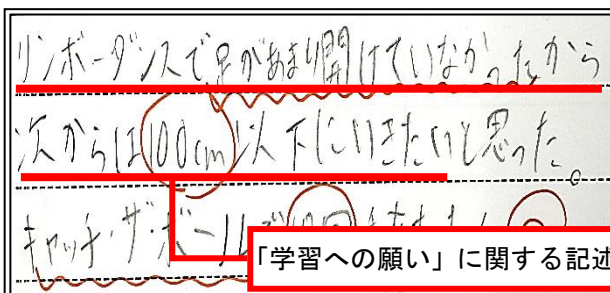 リンボーダンスで足があまり開けていなかったから
次からは100cm以下にいきたいと思った。
キャッチ・ザ・ボールで
「学習への願い」に関する記述